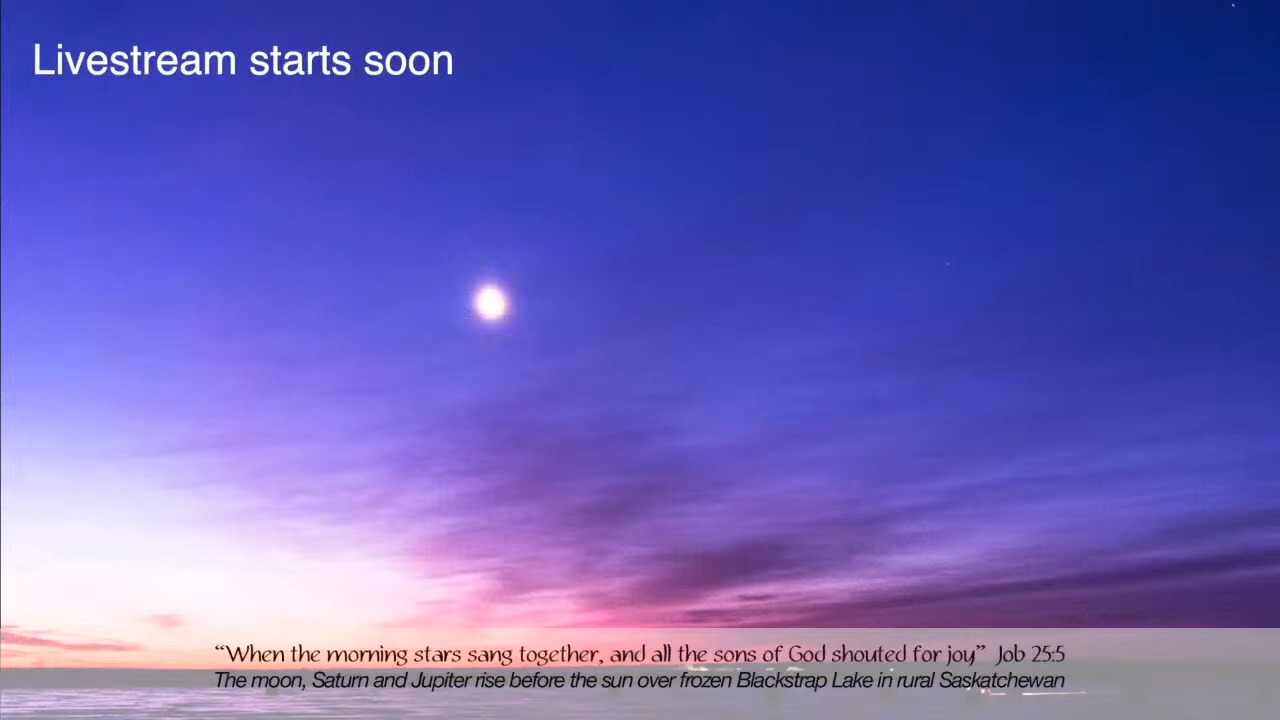 Livestream starts soon
“When the morning stars sang together, and all the sons of God shouted for joy” Job 25:5
The moon, Saturn and Jupiter rise before the sun over frozen Blackstrap Lake in rural Saskatchewan